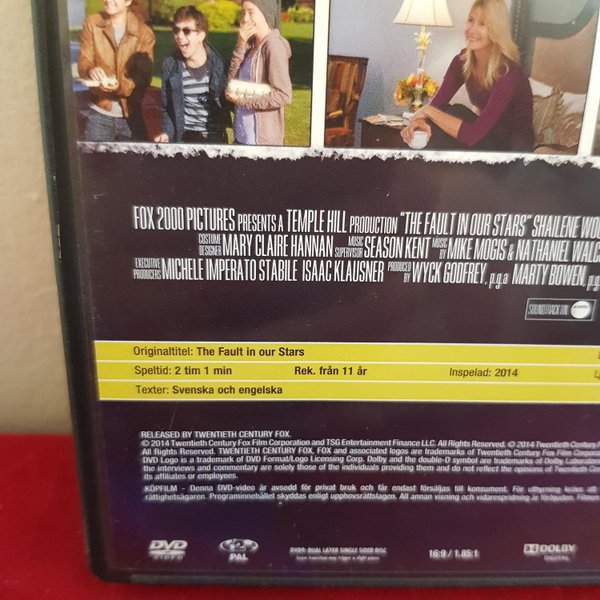 FOX 2000 PICTURES PRESENTS A TEMPLE HILL PRODUCTION "THE FAULT IN OUR STARS" SHAILENE WO
COSTUME DESIGNER MARY CLAIRE HANNAN MUSIC SUPERVISOR SEASON KENT MUSIC BY MIKE MOGIS & NATHANIEL WALC
EXECUTIVE PRODUCERS MICHELE IMPERATO STABILE ISAAC KLAUSNER PRODUCED BY WYCK GODFREY, p.g.a MARTY BOWEN, p.g
SOUNDTRACK ON
Originaltitel: The Fault in our Stars
Speltid: 2 tim 1 min Rek. från 11 år Inspelad: 2014
Texter: Svenska och engelska
RELEASED BY TWENTIETH CENTURY FOX.
© 2014 Twentieth Century Fox Film Corporation and TSG Entertainment Finance LLC. All Rights Reserved. © 2014 Twentieth Century
All Rights Reserved. TWENTIETH CENTURY FOX, FOX and associated logos are trademarks of Twentieth Century Fox Film
DVD Logo is a trademark of DVD Format/Logo Licensing Corp. Dolby and the double-D symbol are trademarks of Dolby Laborato
the interviews and commentary are solely those of the individuals providing them and do not reflect the opinions of Twentieth Cent
its affiliates or employees.
KÖPFILM - Denna DVD-video är avsedd för privat bruk och får endast försäljas till konsument. För uthyrning krävs att
rättighetsägaren. Programinnehållet skyddas enligt upphovsrättslagen. All annan visning och vidarespridning är förbjuden. Filmen
DVD VIDEO PAL DVD9: DUAL LAYER SINGLE SIDED DISC 16:9 / 1.85:1 DOLBY DIGITAL